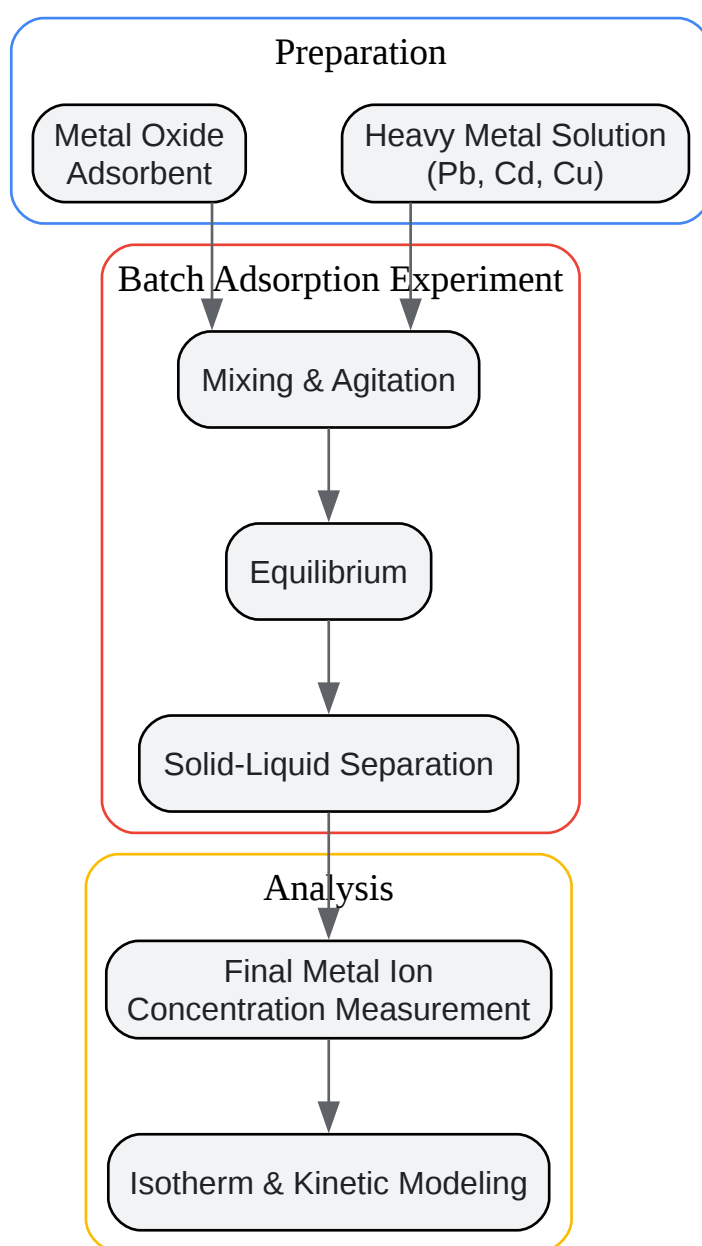 Preparation
Metal Oxide
Adsorbent
Heavy Metal Solution
(Pb, Cd, Cu)
Batch Adsorption Experiment
Mixing & Agitation
Equilibrium
Solid-Liquid Separation
Analysis
Final Metal Ion
Concentration Measurement
Isotherm & Kinetic Modeling